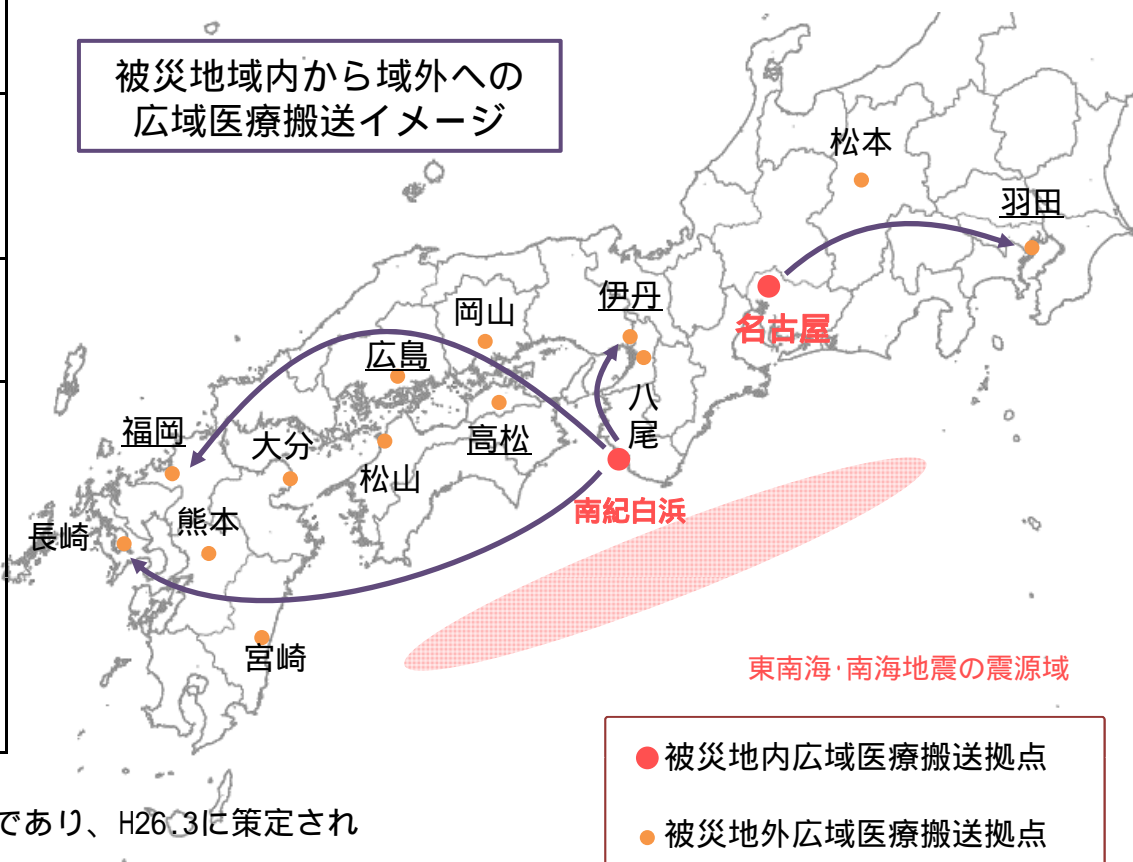 被災地域内から域外への
広域医療搬送イメージ
松本
羽田
伊丹
岡山
名古屋
広島
八尾
福岡
大分
高松
松山
南紀白浜
熊本
長崎
宮崎
東南海・南海地震の震源域
被災地内広域医療搬送拠点
であり、H26.3に策定され
被災地外広域医療搬送拠点